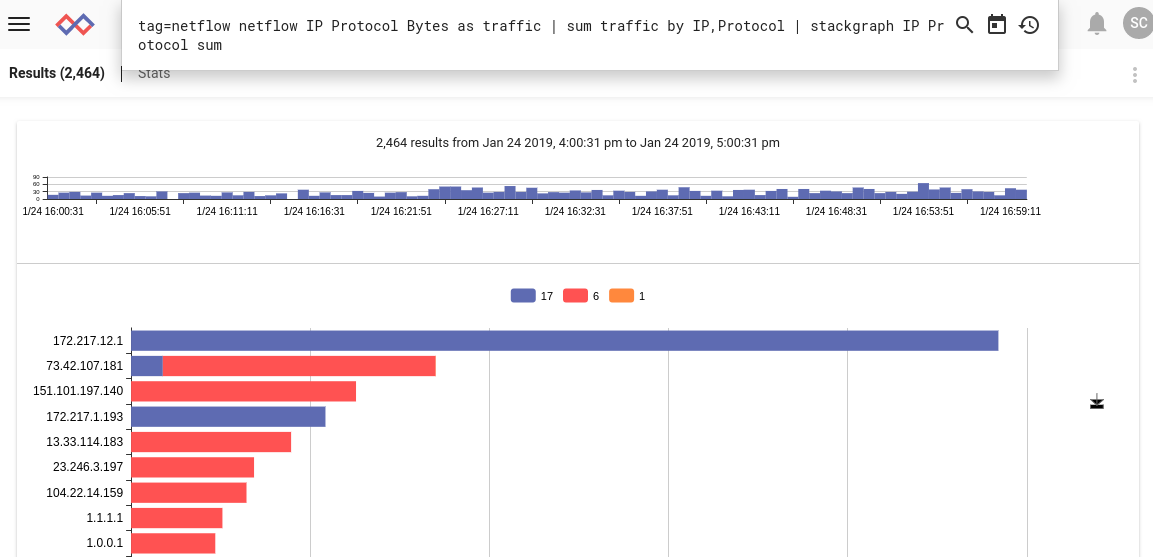 tag=netflow netflow IP Protocol Bytes as traffic | sum traffic by IP,Protocol | stackgraph IP Pr
otocol sum
SC
Results (2,464)
Stats
2,464 results from Jan 24 2019, 4:00:31 pm to Jan 24 2019, 5:00:31 pm
90
60
30
0
1/24 16:00:31 1/24 16:05:51 1/24 16:11:11 1/24 16:16:31 1/24 16:21:51 1/24 16:27:11 1/24 16:32:31 1/24 16:37:51 1/24 16:43:11 1/24 16:48:31 1/24 16:53:51 1/24 16:59:11
17 6 1
172.217.12.1
73.42.107.181
151.101.197.140
172.217.1.193
13.33.114.183
23.246.3.197
104.22.14.159
1.1.1.1
1.0.0.1